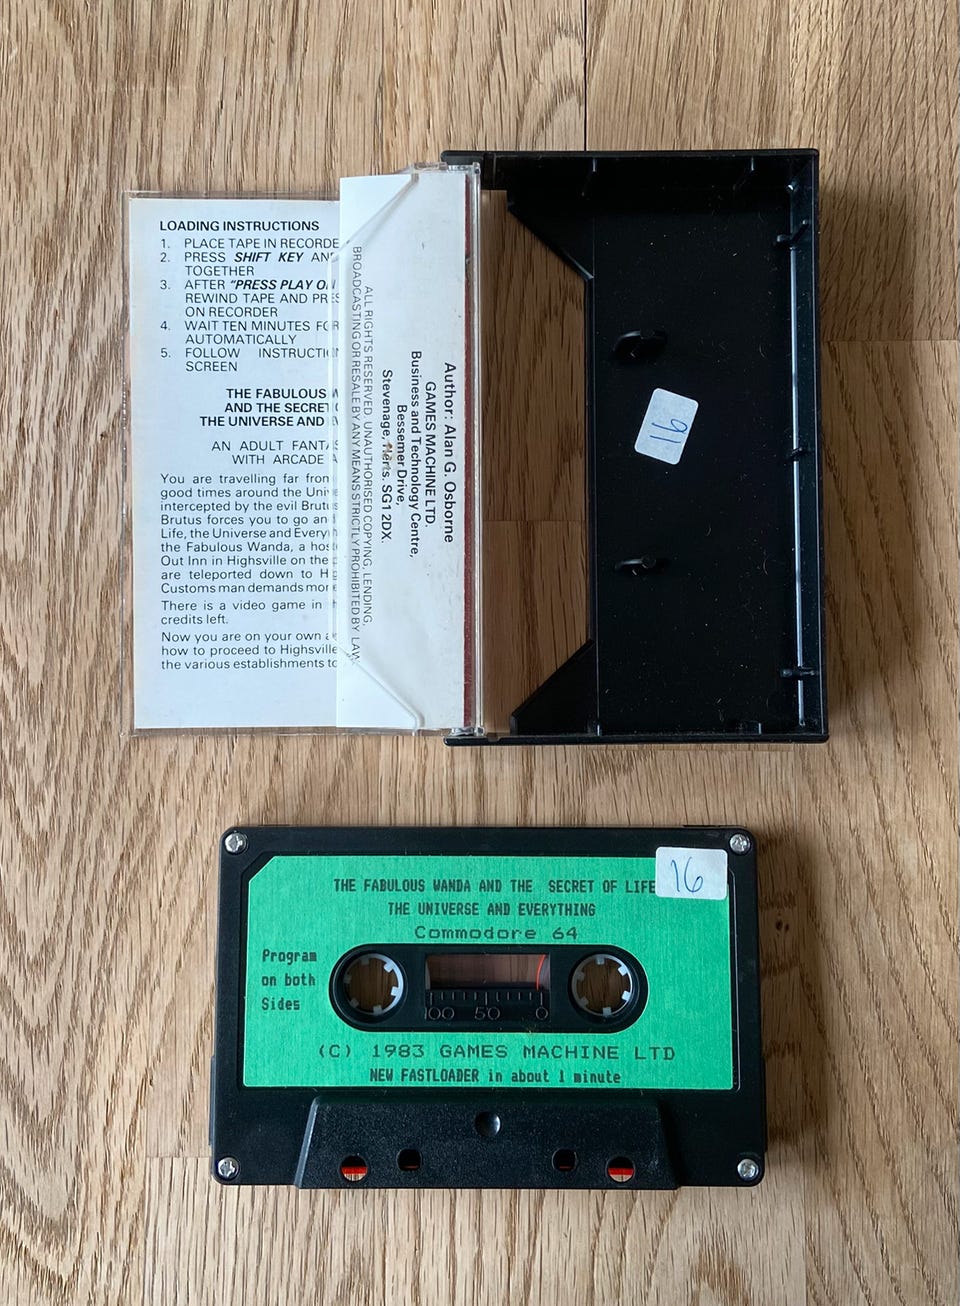 LOADING INSTRUCTIONS
1. PLACE TAPE IN RECORDE
2. PRESS SHIFT KEY AND
TOGETHER
3. AFTER "PRESS PLAY ON
REWIND TAPE AND PRES
ON RECORDER
4. WAIT TEN MINUTES FOR
AUTOMATICALLY
5. FOLLOW INSTRUCTION
SCREEN
THE FABULOUS W
AND THE SECRET O
THE UNIVERSE AND E
AN ADULT FANTAS
WITH ARCADE A
You are travelling far from
good times around the Unive
intercepted by the evil Brutus
Brutus forces you to go and
Life, the Universe and Everyth
the Fabulous Wanda, a host
Out Inn in Highsville on the p
are teleported down to Hig
Customs man demands more
There is a video game in h
credits left.
Now you are on your own a
how to proceed to Highsville
the various establishments to
Author: Alan G. Osborne
GAMES MACHINE LTD.
Business and Technology Centre,
Bessemer Drive,
Stevenage, Herts. SG1 2DX.
ALL RIGHTS RESERVED. UNAUTHORISED COPYING, LENDING,
BROADCASTING OR RESALE BY ANY MEANS STRICTLY PROHIBITED BY LAW.
16
THE FABULOUS WANDA AND THE SECRET OF LIFE
16
THE UNIVERSE AND EVERYTHING
Commodore 64
Program
on both
Sides
100 50 0
(C) 1983 GAMES MACHINE LTD
NEW FASTLOADER in about 1 minute